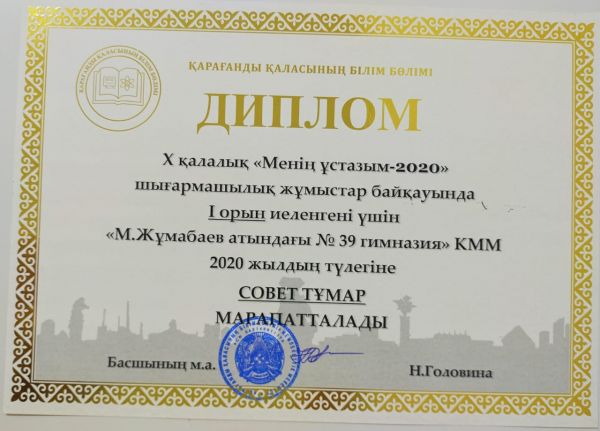 ҚАРАҒАНДЫ ҚАЛАСЫНЫҢ БІЛІМ БӨЛІМІ
ДИПЛОМ
X қалалық «Менің ұстазым-2020»
шығармашылық жұмыстар байқауында
I орын иеленгені үшін
«М.Жұмабаев атындағы № 39 гимназия» КММ
2020 жылдың түлегіне
СОВЕТ ТҰМАР
МАРАПАТТАЛАДЫ
Басшының м.а.
Н.Головина